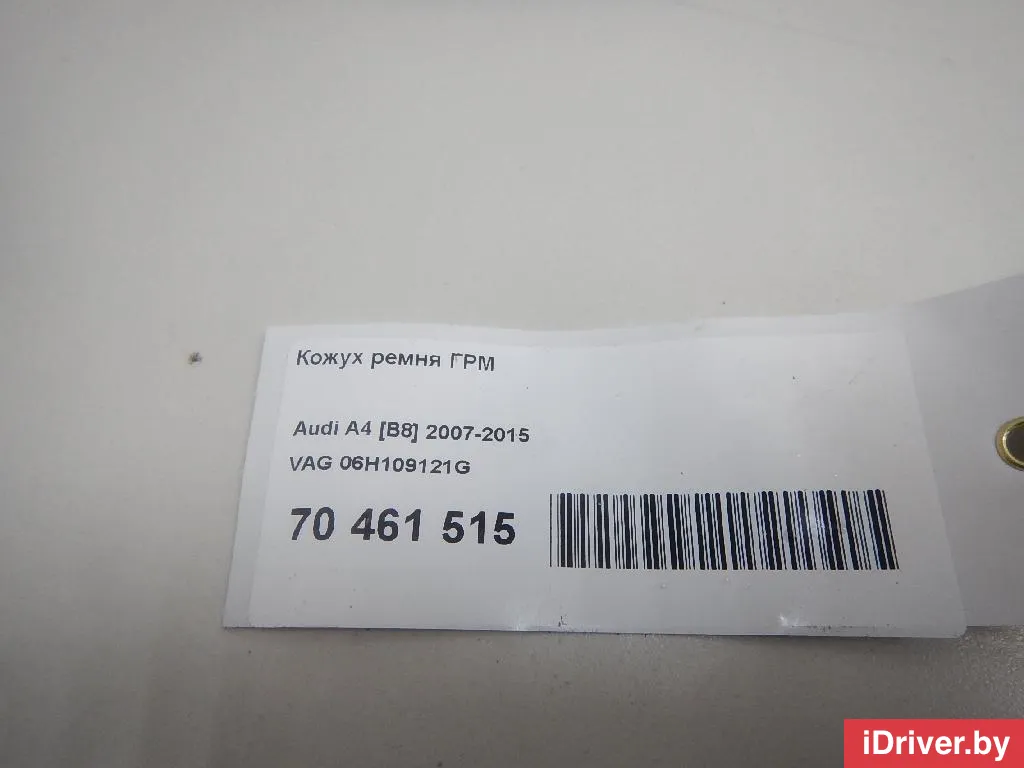 Кожух ремня ГРМ
Audi A4 [B8] 2007-2015
VAG 06H109121G
70 461 515
iDriver.by